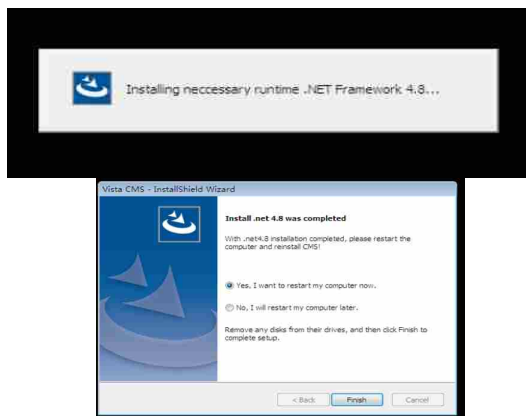 Installing neccessary runtime .NET Framework 4.8...
Vista CMS - InstallShield Wizard
Install .net 4.8 was completed
With .net4.8 installation completed, please restart the
computer and reinstall CMS!
Yes, I want to restart my computer now.
No, I will restart my computer later.
Remove any disks from their drives, and then click Finish to
complete setup.
< Back Finish Cancel